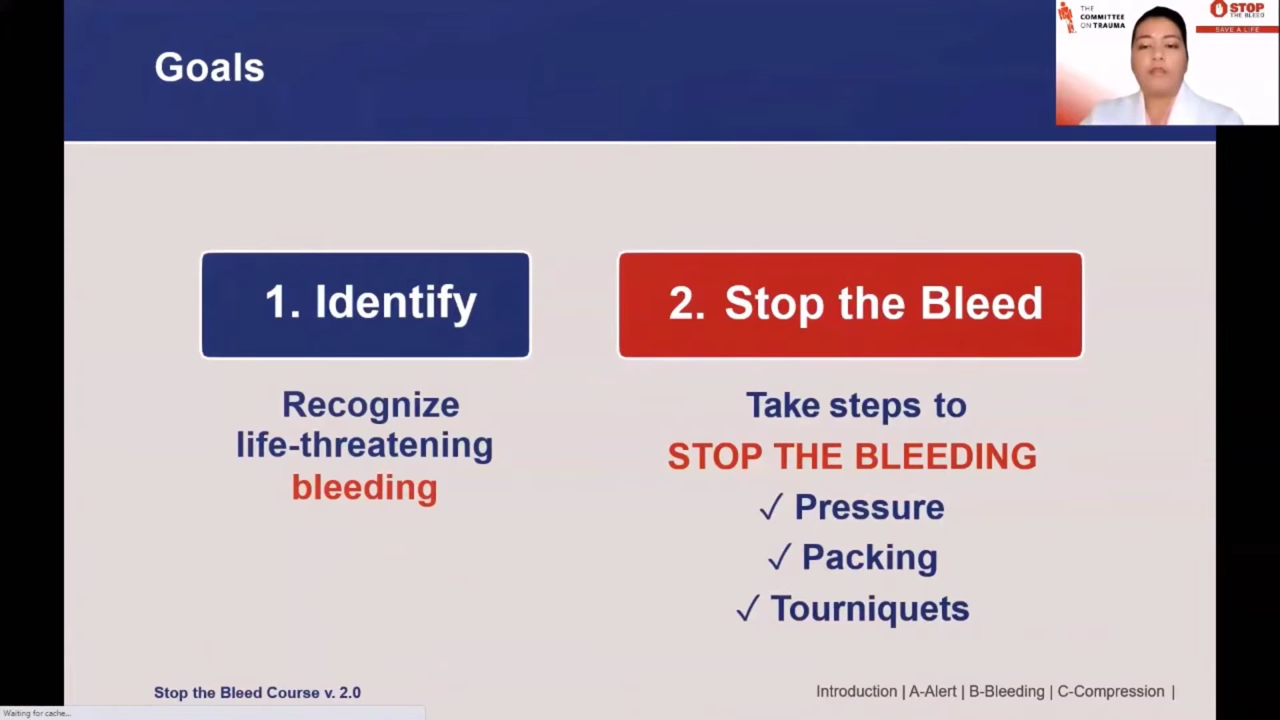 Goals
THE
COMMITTEE
ON TRAUMA
STOP
THE BLEED
SAVE A LIFE
1. Identify
Recognize
life-threatening
bleeding
2. Stop the Bleed
Take steps to
STOP THE BLEEDING
✓ Pressure
✓ Packing
✓ Tourniquets
Stop the Bleed Course v. 2.0
Introduction | A-Alert | B-Bleeding | C-Compression |
Waiting for cache...